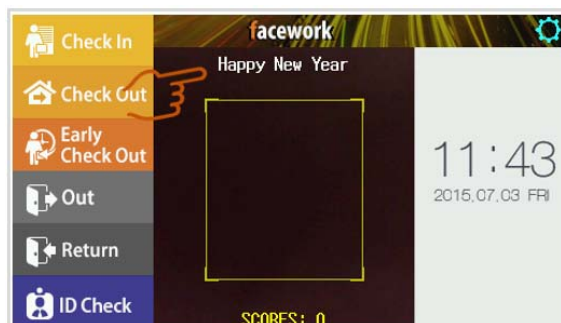 Check In
Check Out
Early
Check Out
Out
Return
ID Check
facework
Happy New Year
SCORES: 0
11:43
2015.07.03 FRI